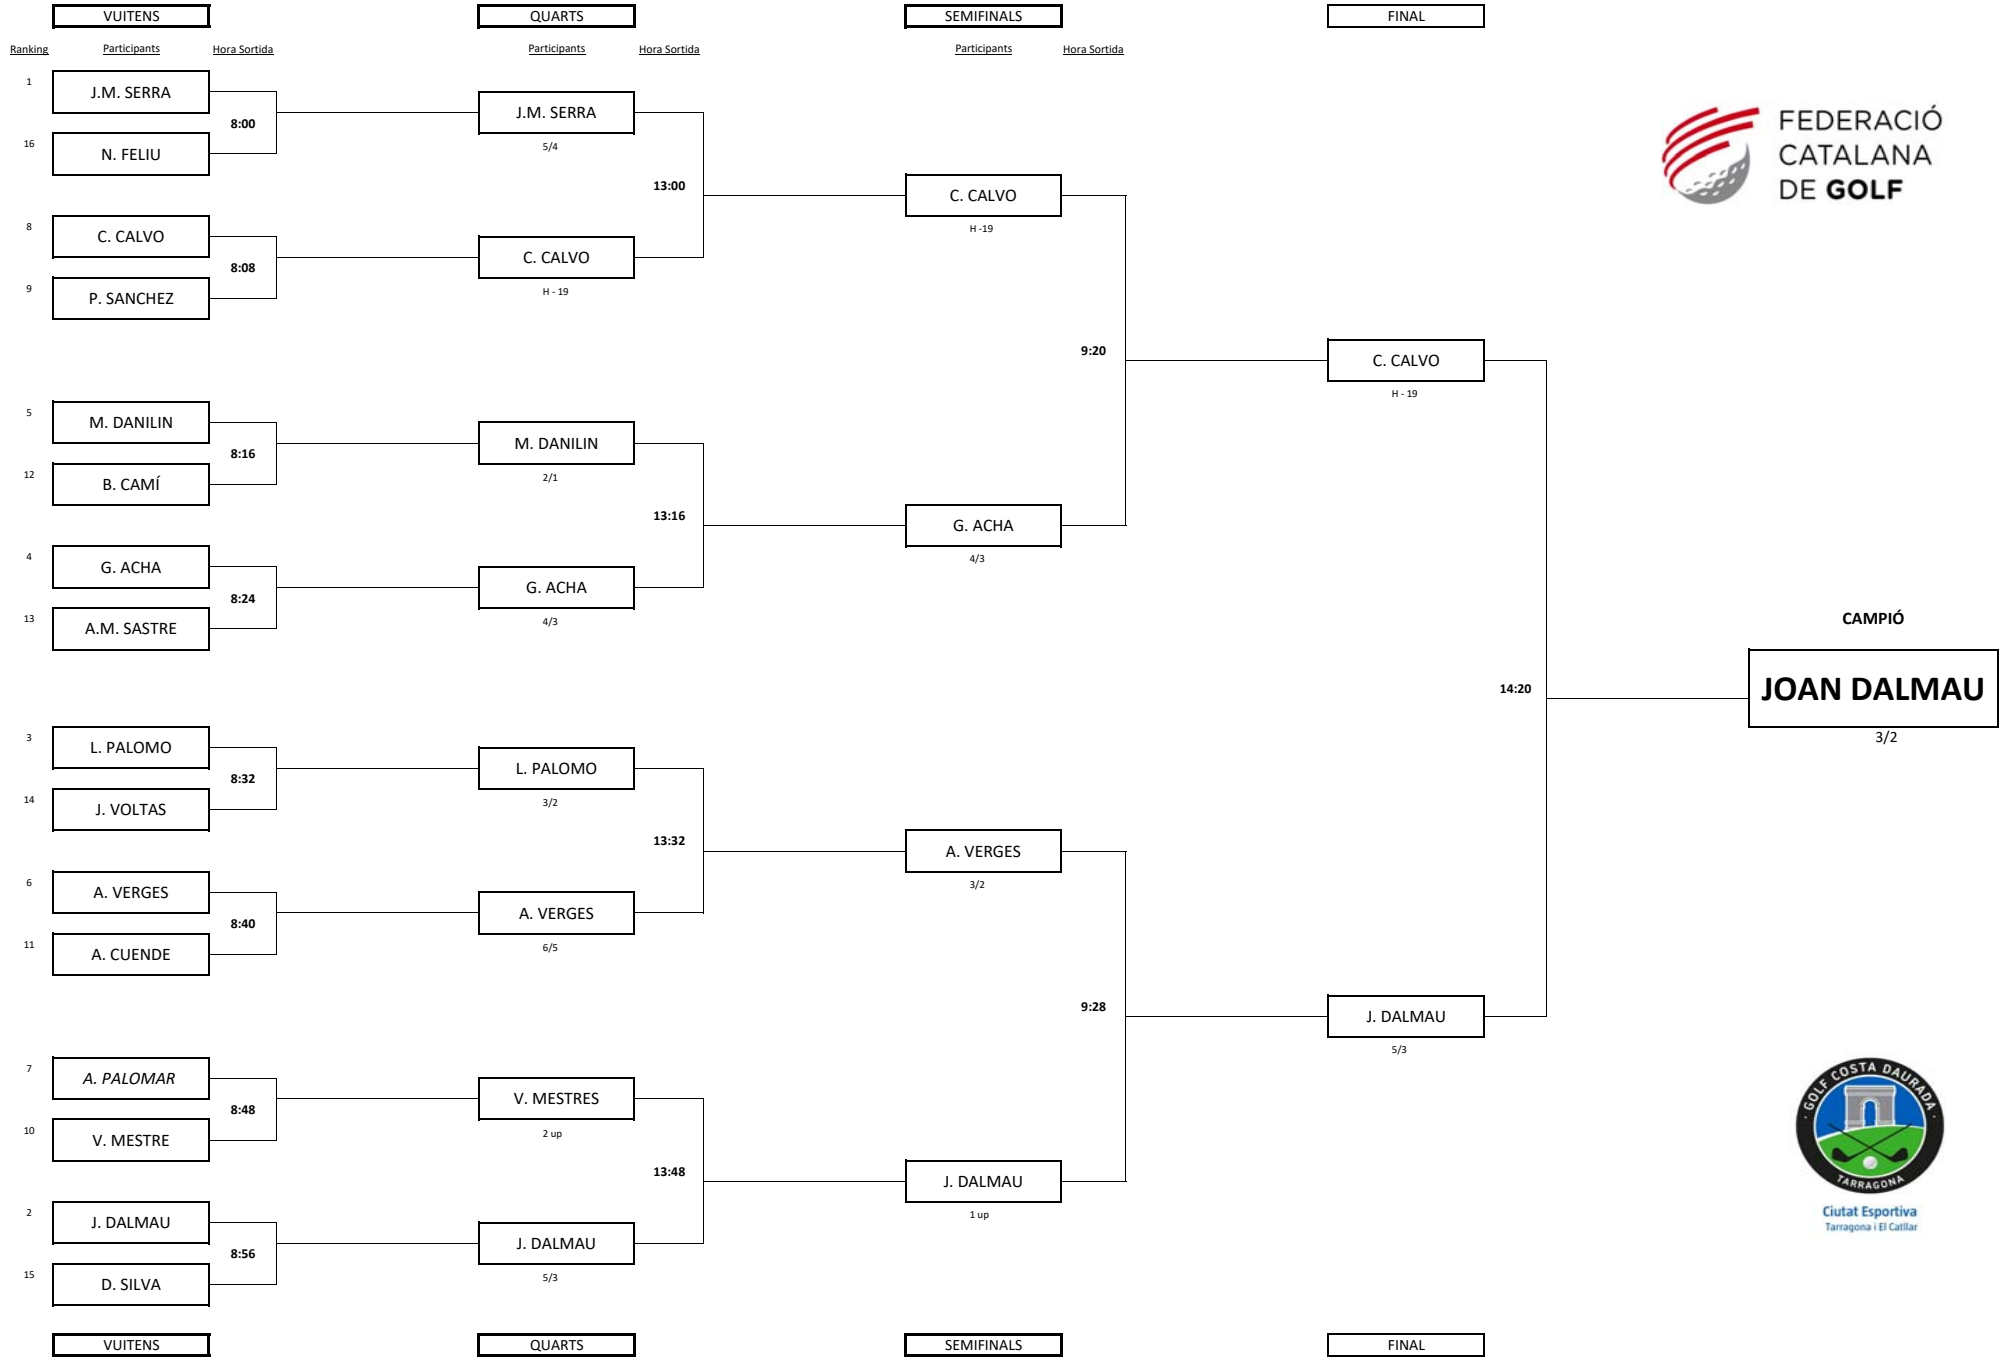 VUITENS QUARTS SEMIFINALS FINAL
Ranking Participants Hora Sortida Participants Hora Sortida Participants Hora Sortida
1 J.M. SERRA
8:00
16 N. FELIU
J.M. SERRA
5/4
13:00
8 C. CALVO
8:08
9 P. SANCHEZ
C. CALVO
H - 19
C. CALVO
H -19
9:20
5 M. DANILIN
8:16
12 B. CAMÍ
M. DANILIN
2/1
13:16
4 G. ACHA
8:24
13 A.M. SASTRE
G. ACHA
4/3
G. ACHA
4/3
C. CALVO
H - 19
14:20
3 L. PALOMO
8:32
14 J. VOLTAS
L. PALOMO
3/2
13:32
6 A. VERGES
8:40
11 A. CUENDE
A. VERGES
6/5
A. VERGES
3/2
9:28
7 A. PALOMAR
8:48
10 V. MESTRE
V. MESTRES
2 up
13:48
2 J. DALMAU
8:56
15 D. SILVA
J. DALMAU
5/3
J. DALMAU
1 up
J. DALMAU
5/3
CAMPIÓ
JOAN DALMAU
3/2
FEDERACIÓ
CATALANA
DE GOLF
· GOLF COSTA DAURADA ·
TARRAGONA
Ciutat Esportiva
Tarragona i El Catllar
VUITENS QUARTS SEMIFINALS FINAL